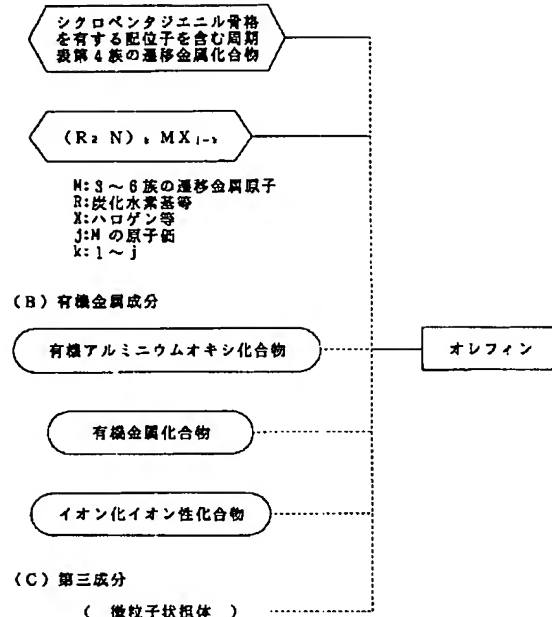 シクロペンタジエニル骨格
を有する配位子を含む周期
表第4族の遷移金属化合物
(R₂ N)ₖ MXⱼ₋ₖ
M:3～6族の遷移金属原子
R:炭化水素基等
X:ハロゲン等
j:Mの原子価
k:1～j
(B) 有機金属成分
有機アルミニウムオキシ化合物
オレフィン
有機金属化合物
イオン化イオン性化合物
(C) 第三成分
( 微粒子状担体 )